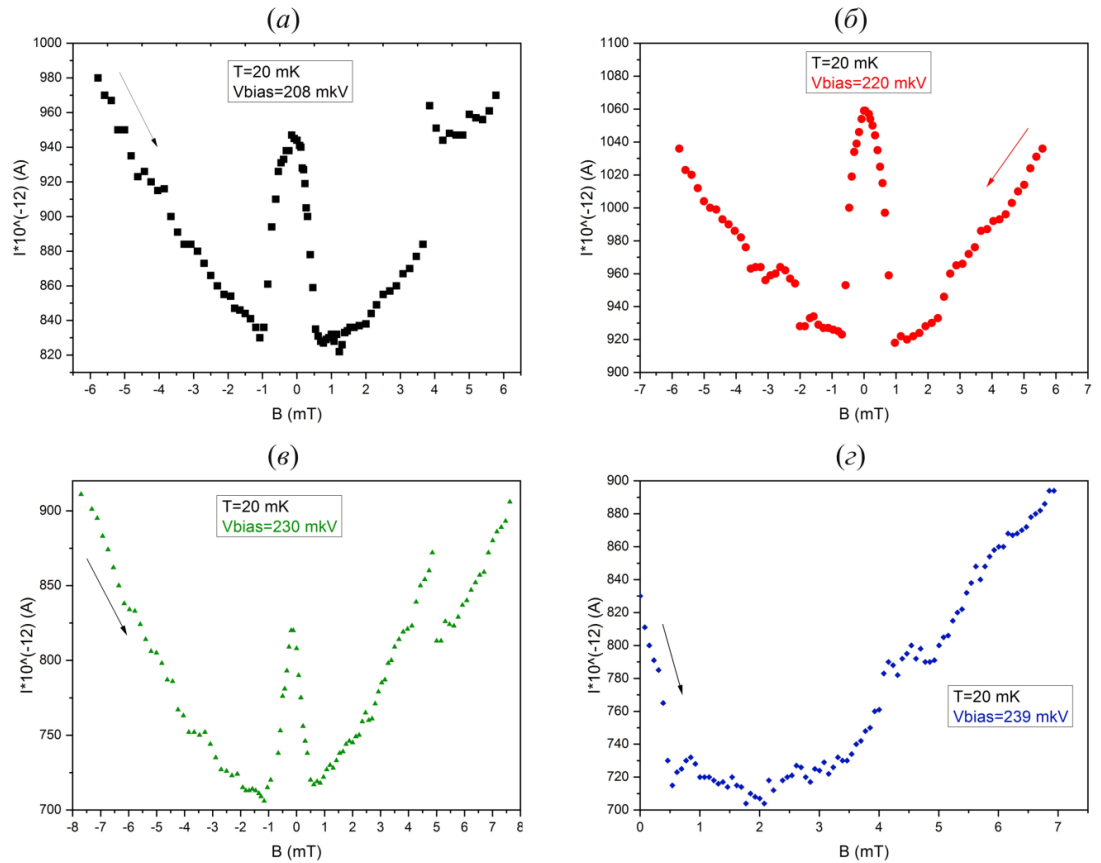 (а)
1000
980
960
940
920
900
880
860
840
820
I*10^(-12) (A)
T=20 mK
Vbias=208 mkV
-6 -5 -4 -3 -2 -1 0 1 2 3 4 5 6
B (mT)
(б)
1100
1080
1060
1040
1020
1000
980
960
940
920
900
I*10^(-12) (A)
T=20 mK
Vbias=220 mkV
-7 -6 -5 -4 -3 -2 -1 0 1 2 3 4 5 6 7
B (mT)
(в)
900
850
800
750
700
I*10^(-12) (A)
T=20 mK
Vbias=230 mkV
-8 -7 -6 -5 -4 -3 -2 -1 0 1 2 3 4 5 6 7 8
B (mT)
(г)
900
880
860
840
820
800
780
760
740
720
700
I*10^(-12) (A)
T=20 mK
Vbias=239 mkV
0 1 2 3 4 5 6 7
B (mT)